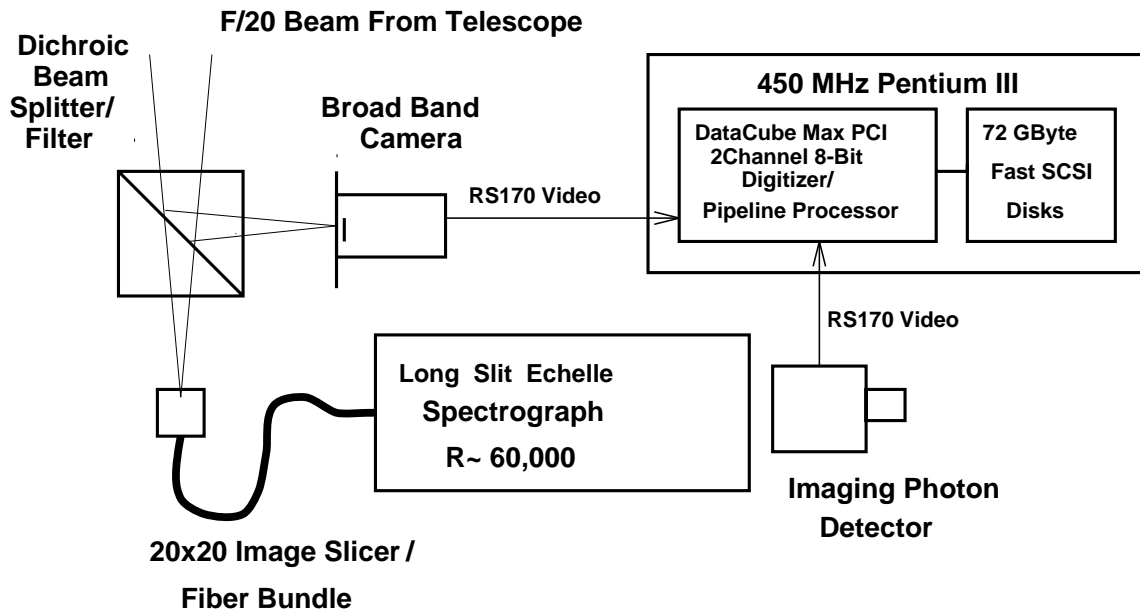 F/20 Beam From Telescope
Dichroic
Beam
Splitter/
Filter
Broad Band
Camera
RS170 Video
450 MHz Pentium III
DataCube Max PCI
2Channel 8-Bit
Digitizer/
Pipeline Processor
72 GByte
Fast SCSI
Disks
RS170 Video
Long Slit Echelle
Spectrograph
R~ 60,000
Imaging Photon
Detector
20x20 Image Slicer /
Fiber Bundle